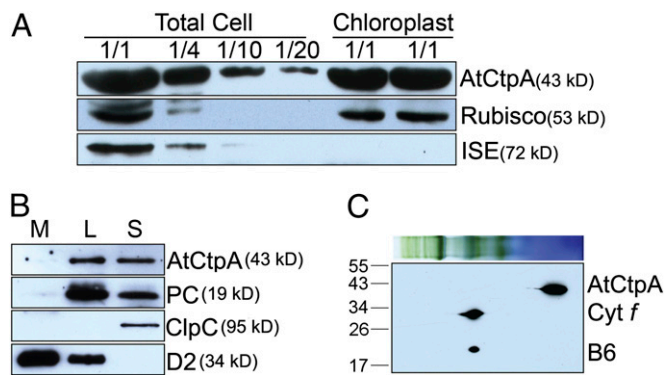 A
Total Cell Chloroplast
1/1 1/4 1/10 1/20 1/1 1/1
AtCtpA(43 kD)
Rubisco(53 kD)
ISE(72 kD)
B
M L S
AtCtpA(43 kD)
PC(19 kD)
ClpC(95 kD)
D2(34 kD)
C
55
43
34
26
17
AtCtpA
Cyt f
B6